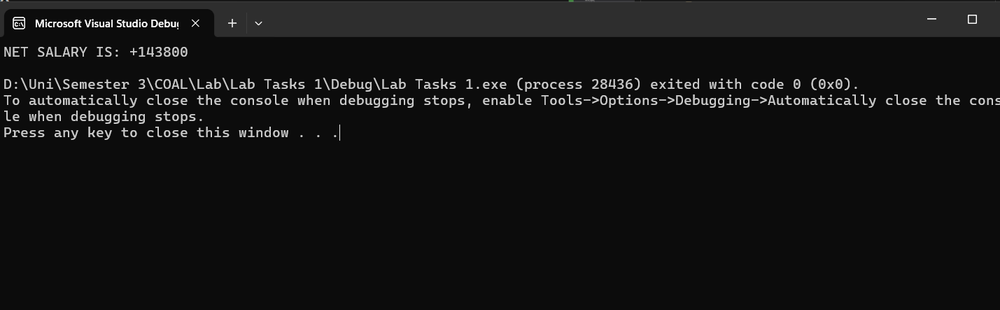 Microsoft Visual Studio Debu
NET SALARY IS: +143800
D:\Uni\Semester 3\COAL\Lab\Lab Tasks 1\Debug\Lab Tasks 1.exe (process 28436) exited with code 0 (0x0).
To automatically close the console when debugging stops, enable Tools->Options->Debugging->Automatically close the cons
le when debugging stops.
Press any key to close this window . . .